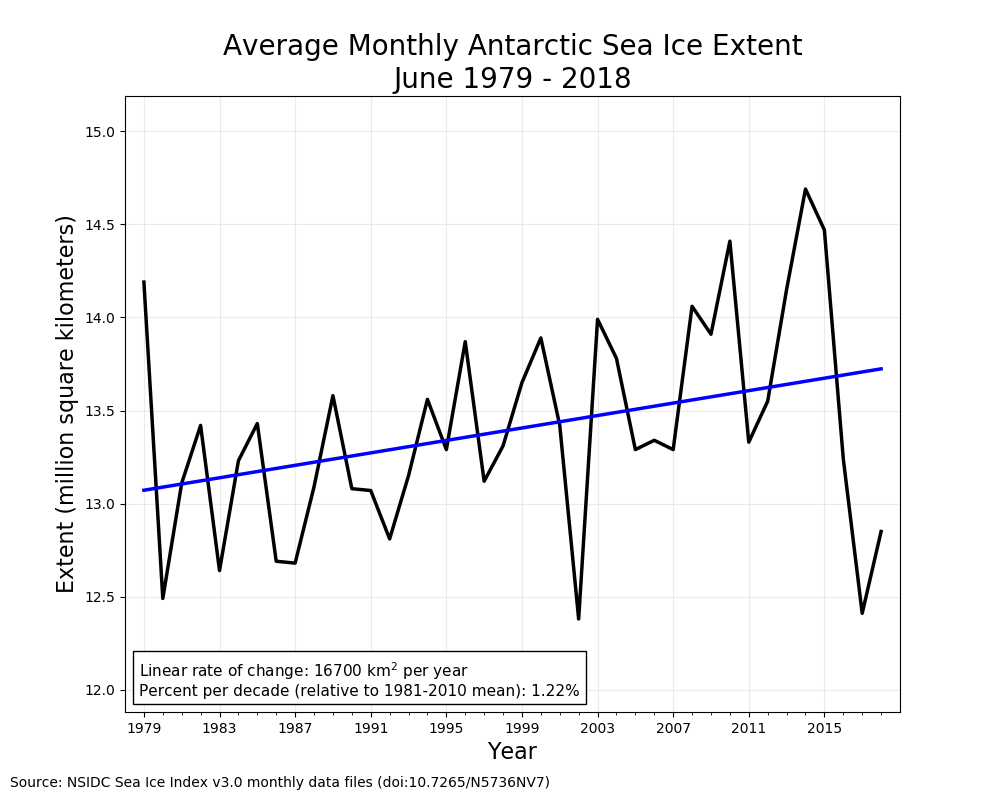 Average Monthly Antarctic Sea Ice Extent
June 1979 - 2018
Extent (million square kilometers)
15.0
14.5
14.0
13.5
13.0
12.5
12.0
Linear rate of change: 16700 km² per year
Percent per decade (relative to 1981-2010 mean): 1.22%
1979 1983 1987 1991 1995 1999 2003 2007 2011 2015
Year
Source: NSIDC Sea Ice Index v3.0 monthly data files (doi:10.7265/N5736NV7)